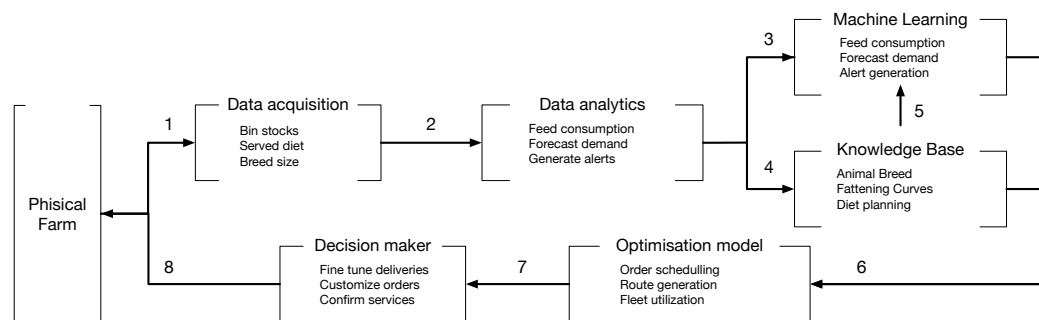 Machine Learning
3
Feed consumption
Forecast demand
Alert generation
Data acquisition
Data analytics
1
Bin stocks
Served diet
Breed size
2
Feed consumption
Forecast demand
Generate alerts
5
Knowledge Base
4
Animal Breed
Fattening Curves
Diet planning
Phisical
Farm
Decision maker
Optimisation model
8
Fine tune deliveries
Customize orders
Confirm services
7
Order schedulling
Route generation
Fleet utilization
6